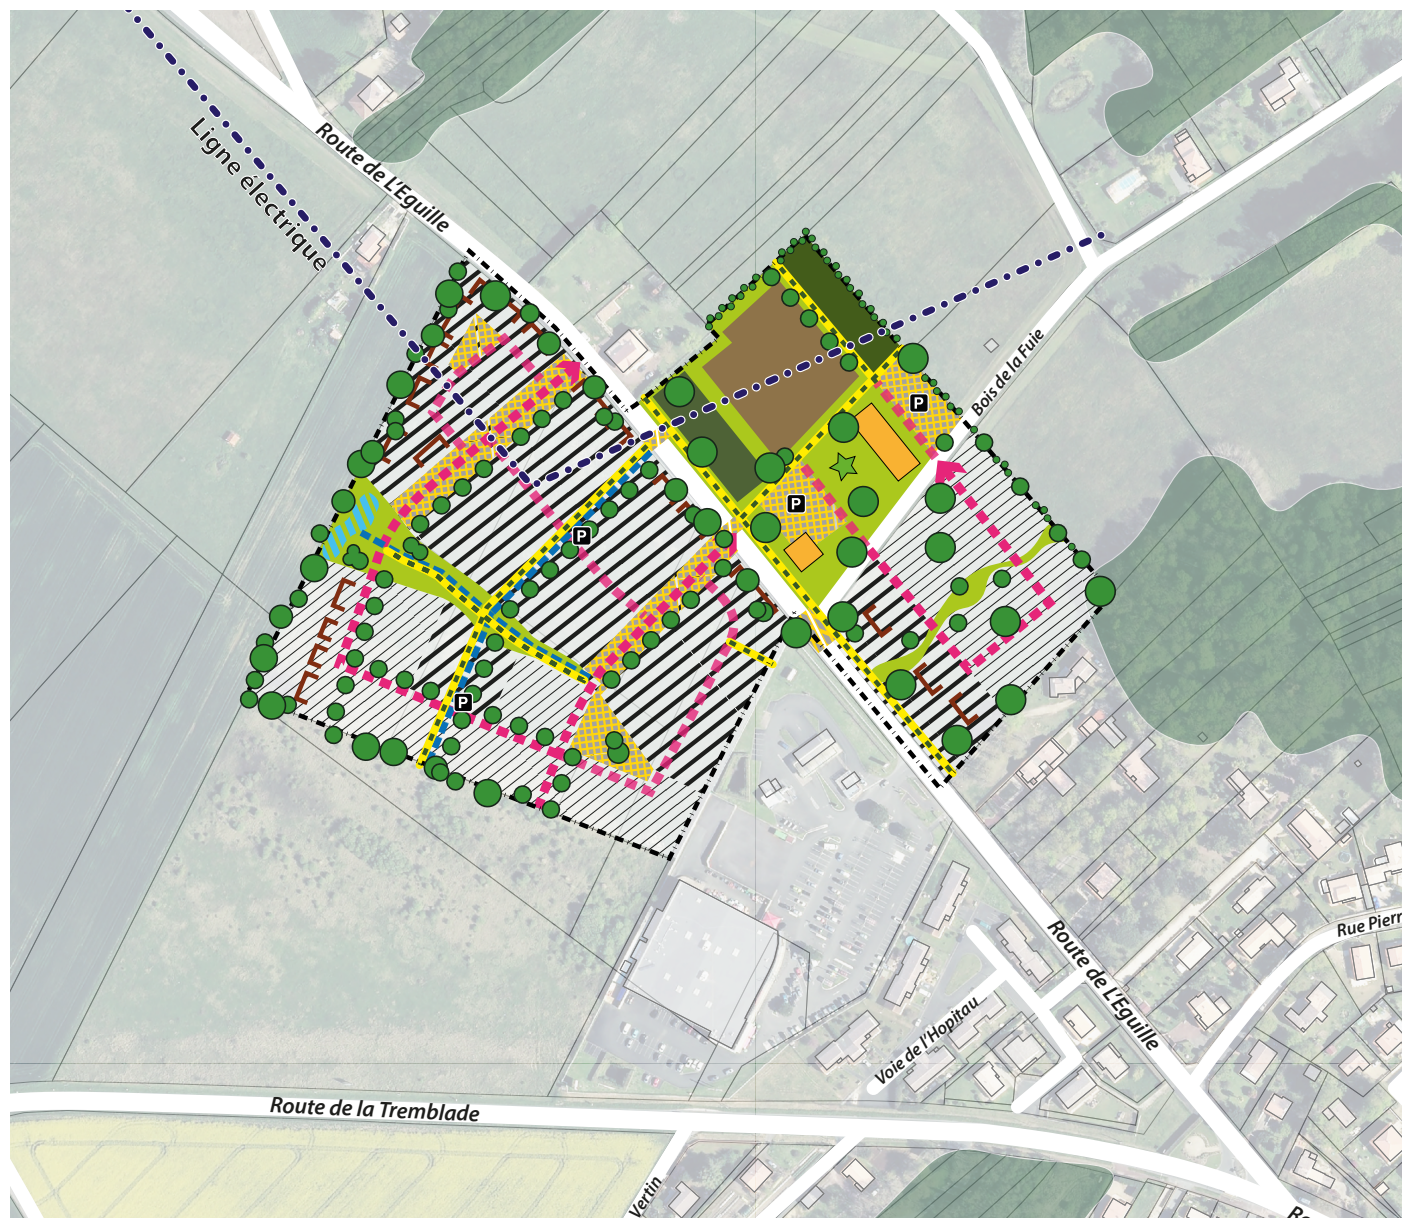 Route de L'Eguille
Ligne électrique
Bois de la Fuie
P
P
P
P
Route de L'Eguille
Rue Pierr
Voie de l'Hopitau
Route de la Tremblade
Vertin
Ro